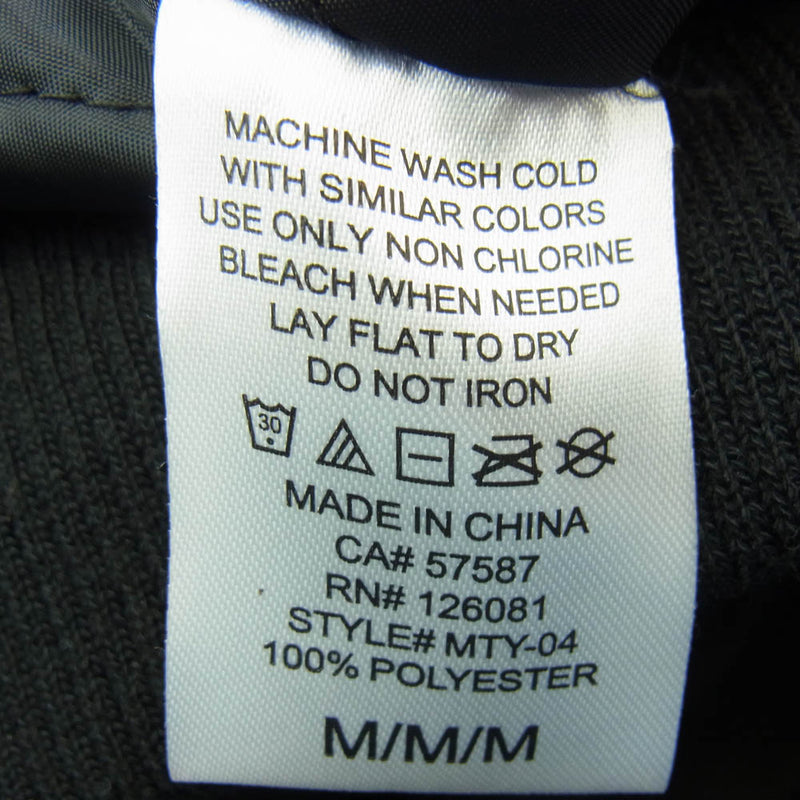 MACHINE WASH COLD
WITH SIMILAR COLORS
USE ONLY NON CHLORINE
BLEACH WHEN NEEDED
LAY FLAT TO DRY
DO NOT IRON
30
MADE IN CHINA
CA# 57587
RN# 126081
STYLE# MTY-04
100% POLYESTER
M/M/M